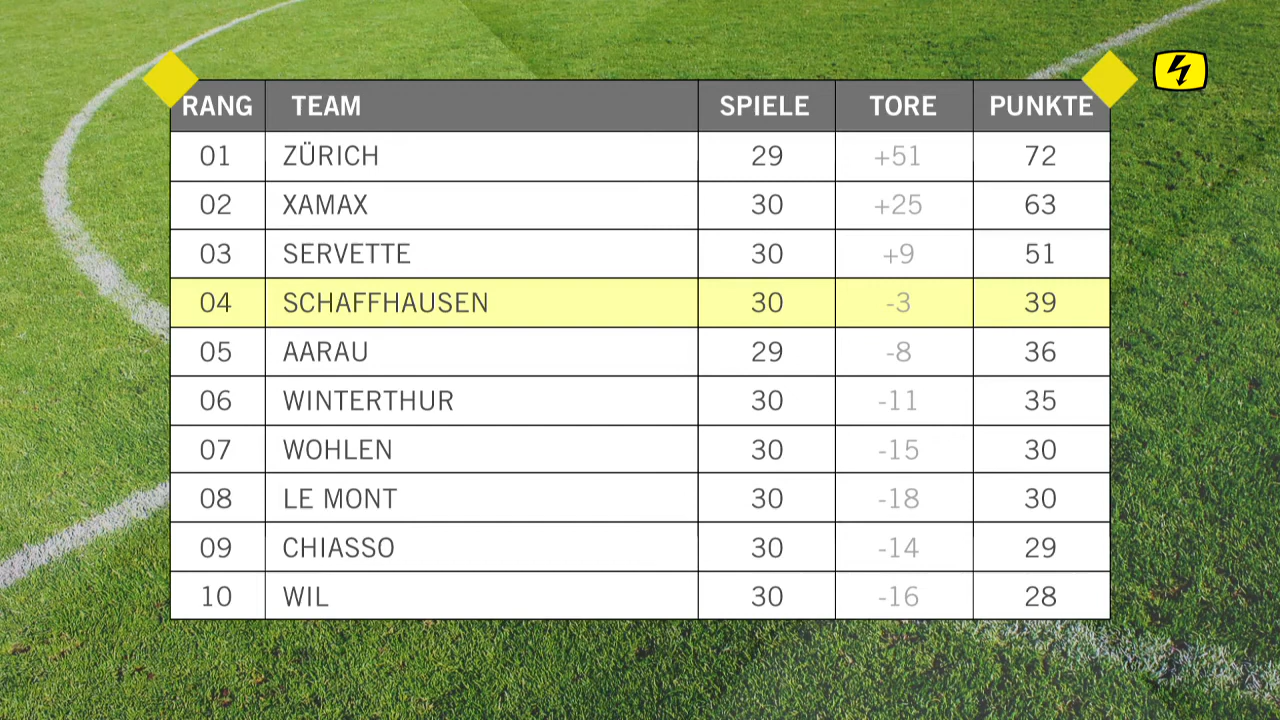 RANG TEAM SPIELE TORE PUNKTE
01 ZÜRICH 29 +51 72
02 XAMAX 30 +25 63
03 SERVETTE 30 +9 51
04 SCHAFFHAUSEN 30 -3 39
05 AARAU 29 -8 36
06 WINTERTHUR 30 -11 35
07 WOHLEN 30 -15 30
08 LE MONT 30 -18 30
09 CHIASSO 30 -14 29
10 WIL 30 -16 28